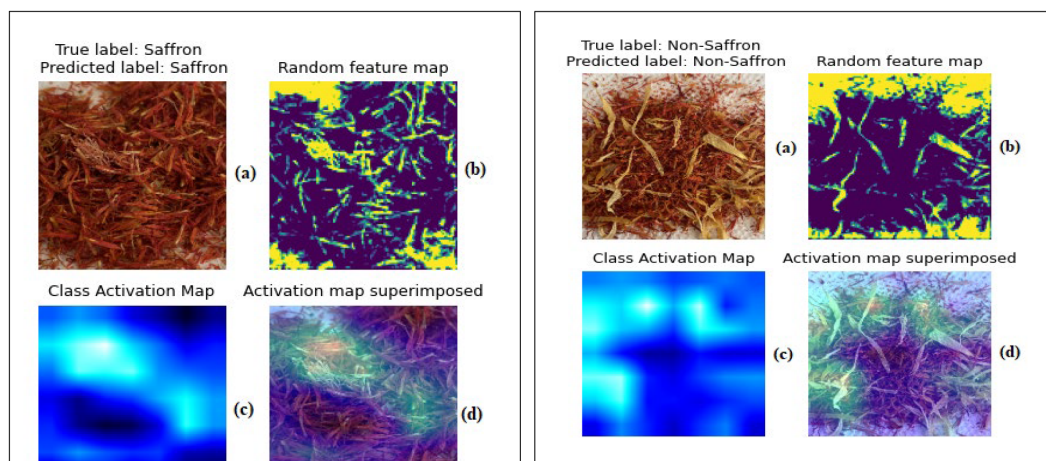 True label: Saffron
Predicted label: Saffron
Random feature map
(a)
(b)
Class Activation Map
Activation map superimposed
(c)
(d)
True label: Non-Saffron
Predicted label: Non-Saffron
Random feature map
(a)
(b)
Class Activation Map
Activation map superimposed
(c)
(d)